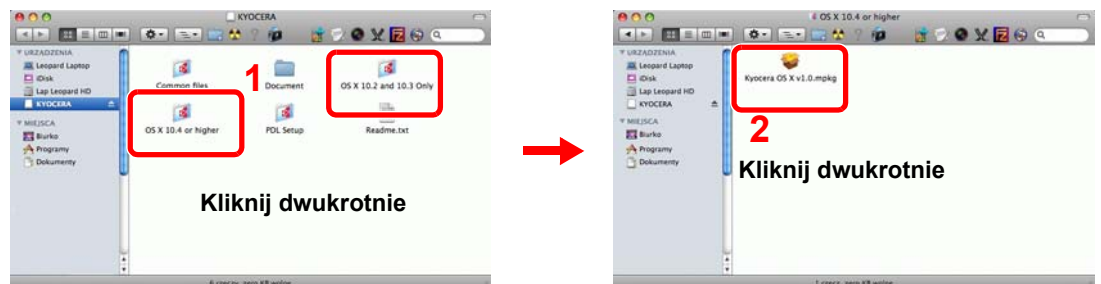 KYOCERA
URZĄDZENIA
Leopard Laptop
iDisk
Lap Leopard HD
KYOCERA
MIEJSCA
Biurko
Programy
Dokumenty
Common files
1
Document
OS X 10.2 and 10.3 Only
OS X 10.4 or higher
PDL Setup
Readme.txt
Kliknij dwukrotnie
OS X 10.4 or higher
URZĄDZENIA
Leopard Laptop
iDisk
Lap Leopard HD
KYOCERA
MIEJSCA
Biurko
Programy
Dokumenty
Kyocera OS X v1.0.mpkg
2
Kliknij dwukrotnie